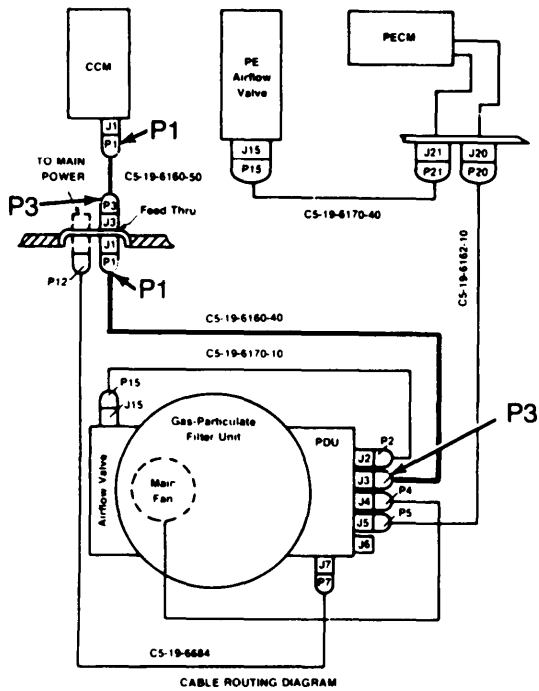 CCM
J1
P1
P1
PE
Airflow
Valve
J15
P15
PECM
J21
P21
J20
P20
TO MAIN
POWER
C5-19-6160-50
P3
P3
J3
Feed Thru
J1
P1
P12
P1
C5-19-6170-40
C5-19-6162-10
C5-19-6160-40
C5-19-6170-10
P15
J15
Airflow Valve
Gas-Particulate
Filter Unit
Main
Fan
PDU
J2
P2
P3
J3
J4
P4
J5
P5
J6
J7
P7
C5-19-6684
CABLE ROUTING DIAGRAM